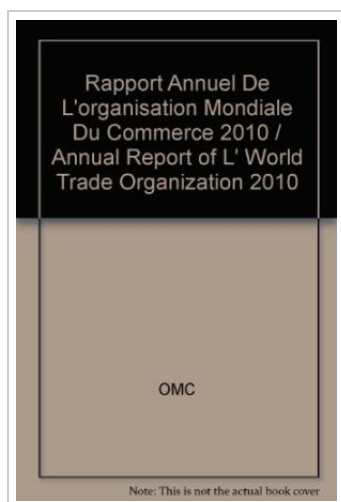 Rapport Annuel De
L'organisation Mondiale
Du Commerce 2010 /
Annual Report of L' World
Trade Organization 2010
OMC
Note: This is not the actual book cover